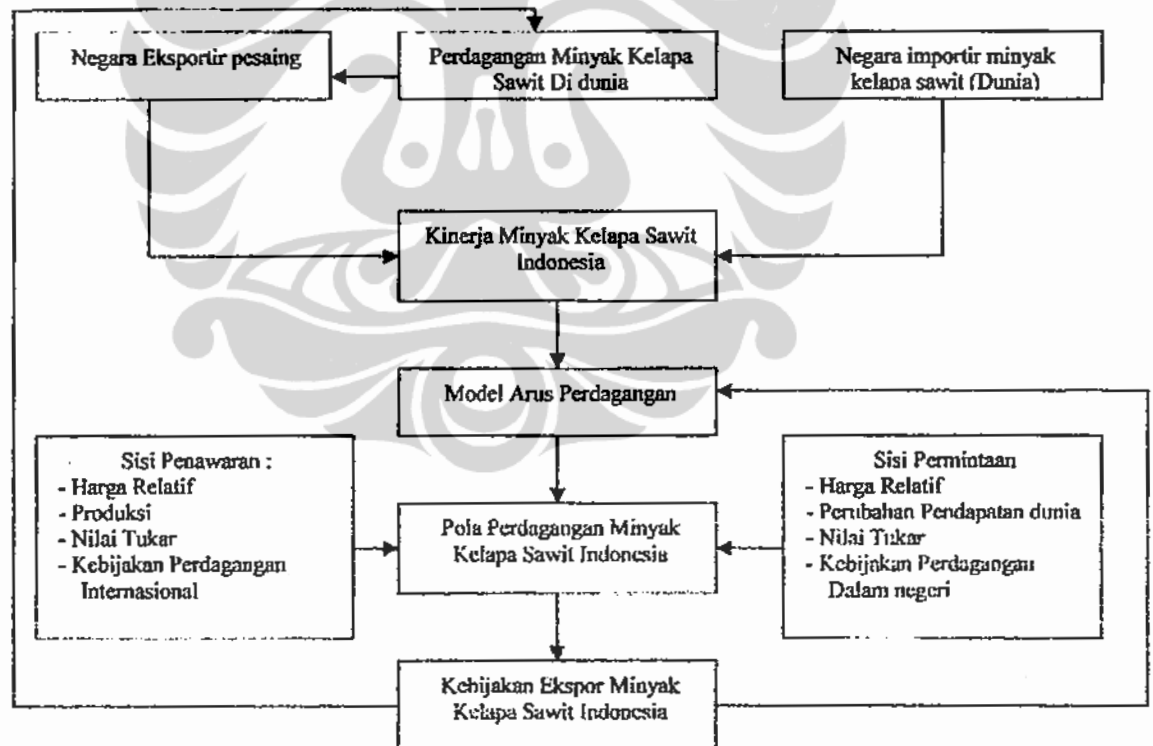 Negara Eksportir pesaing
Perdagangan Minyak Kelapa
Sawit Di dunia
Negara importir minyak
kelapa sawit (Dunia)
Kinerja Minyak Kelapa Sawit
Indonesia
Model Arus Perdagangan
Sisi Penawaran :
- Harga Relatif
- Produksi
- Nilai Tukar
- Kebijakan Perdagangan
Internasional
Pola Perdagangan Minyak
Kelapa Sawit Indonesia
Sisi Permintaan
- Harga Relatif
- Perubahan Pendapatan dunia
- Nilai Tukar
- Kebijakan Perdagangan
Dalam negeri
Kebijakan Ekspor Minyak
Kelapa Sawit Indonesia